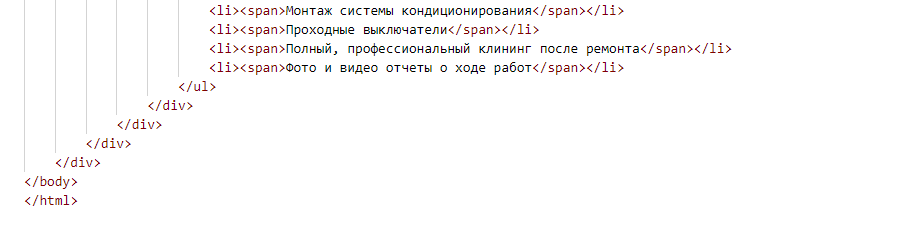 <li><span>Монтаж системы кондиционирования</span></li>
<li><span>Проходные выключатели</span></li>
<li><span>Полный, профессиональный клининг после ремонта</span></li>
<li><span>Фото и видео отчеты о ходе работ</span></li>
</ul>
</div>
</div>
</div>
</div>
</body>
</html>